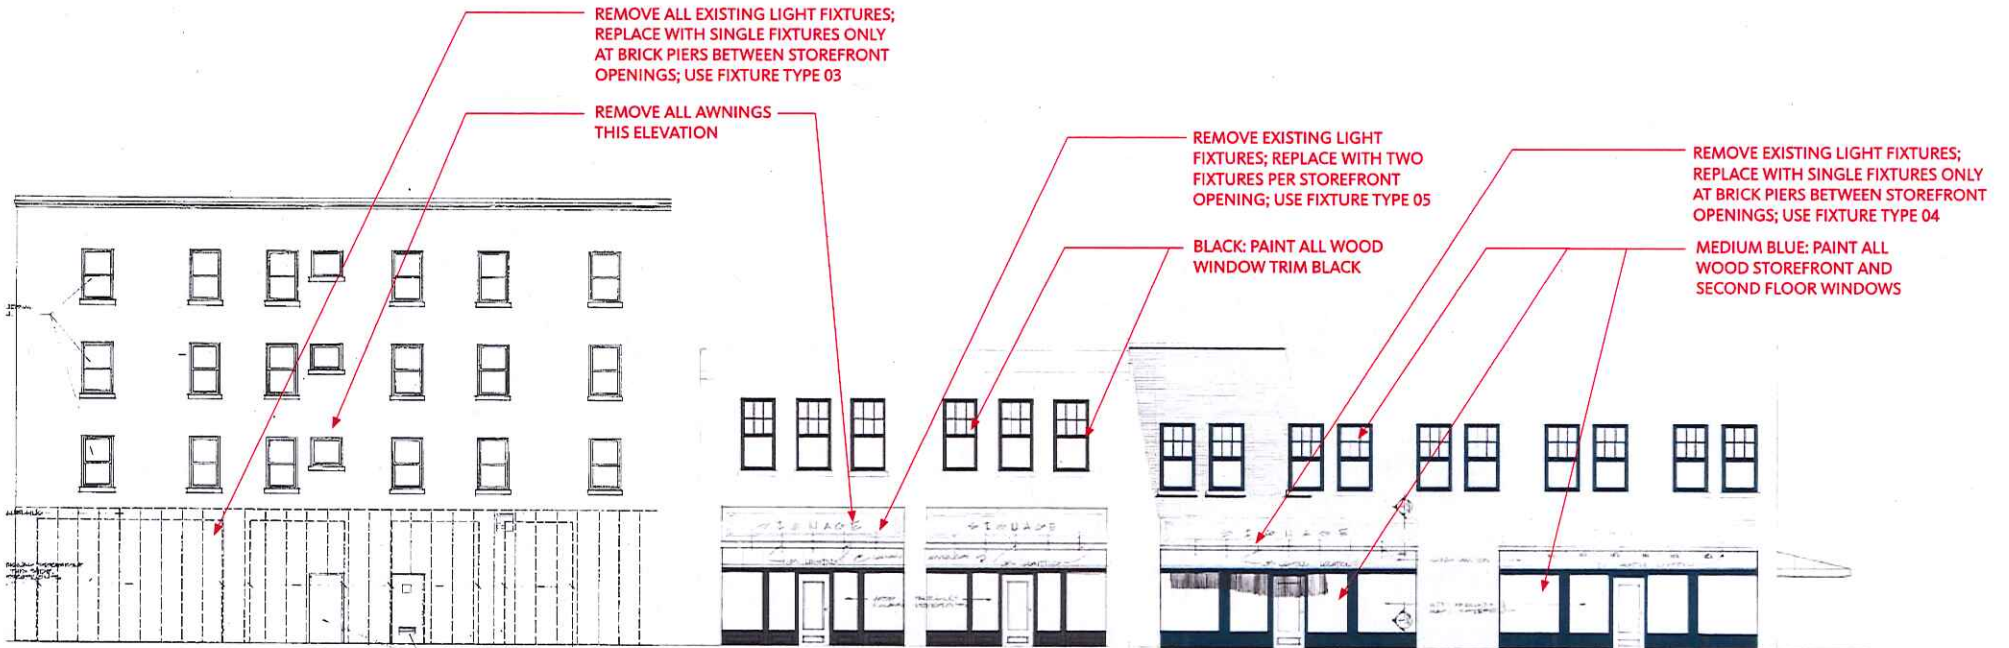 REMOVE ALL EXISTING LIGHT FIXTURES;
REPLACE WITH SINGLE FIXTURES ONLY
AT BRICK PIERS BETWEEN STOREFRONT
OPENINGS; USE FIXTURE TYPE 03
REMOVE ALL AWNINGS
THIS ELEVATION
REMOVE EXISTING LIGHT
FIXTURES; REPLACE WITH TWO
FIXTURES PER STOREFRONT
OPENING; USE FIXTURE TYPE 05
BLACK: PAINT ALL WOOD
WINDOW TRIM BLACK
REMOVE EXISTING LIGHT FIXTURES;
REPLACE WITH SINGLE FIXTURES ONLY
AT BRICK PIERS BETWEEN STOREFRONT
OPENINGS; USE FIXTURE TYPE 04
MEDIUM BLUE: PAINT ALL
WOOD STOREFRONT AND
SECOND FLOOR WINDOWS
SIGNAGE
SIGNAGE
SIGNAGE